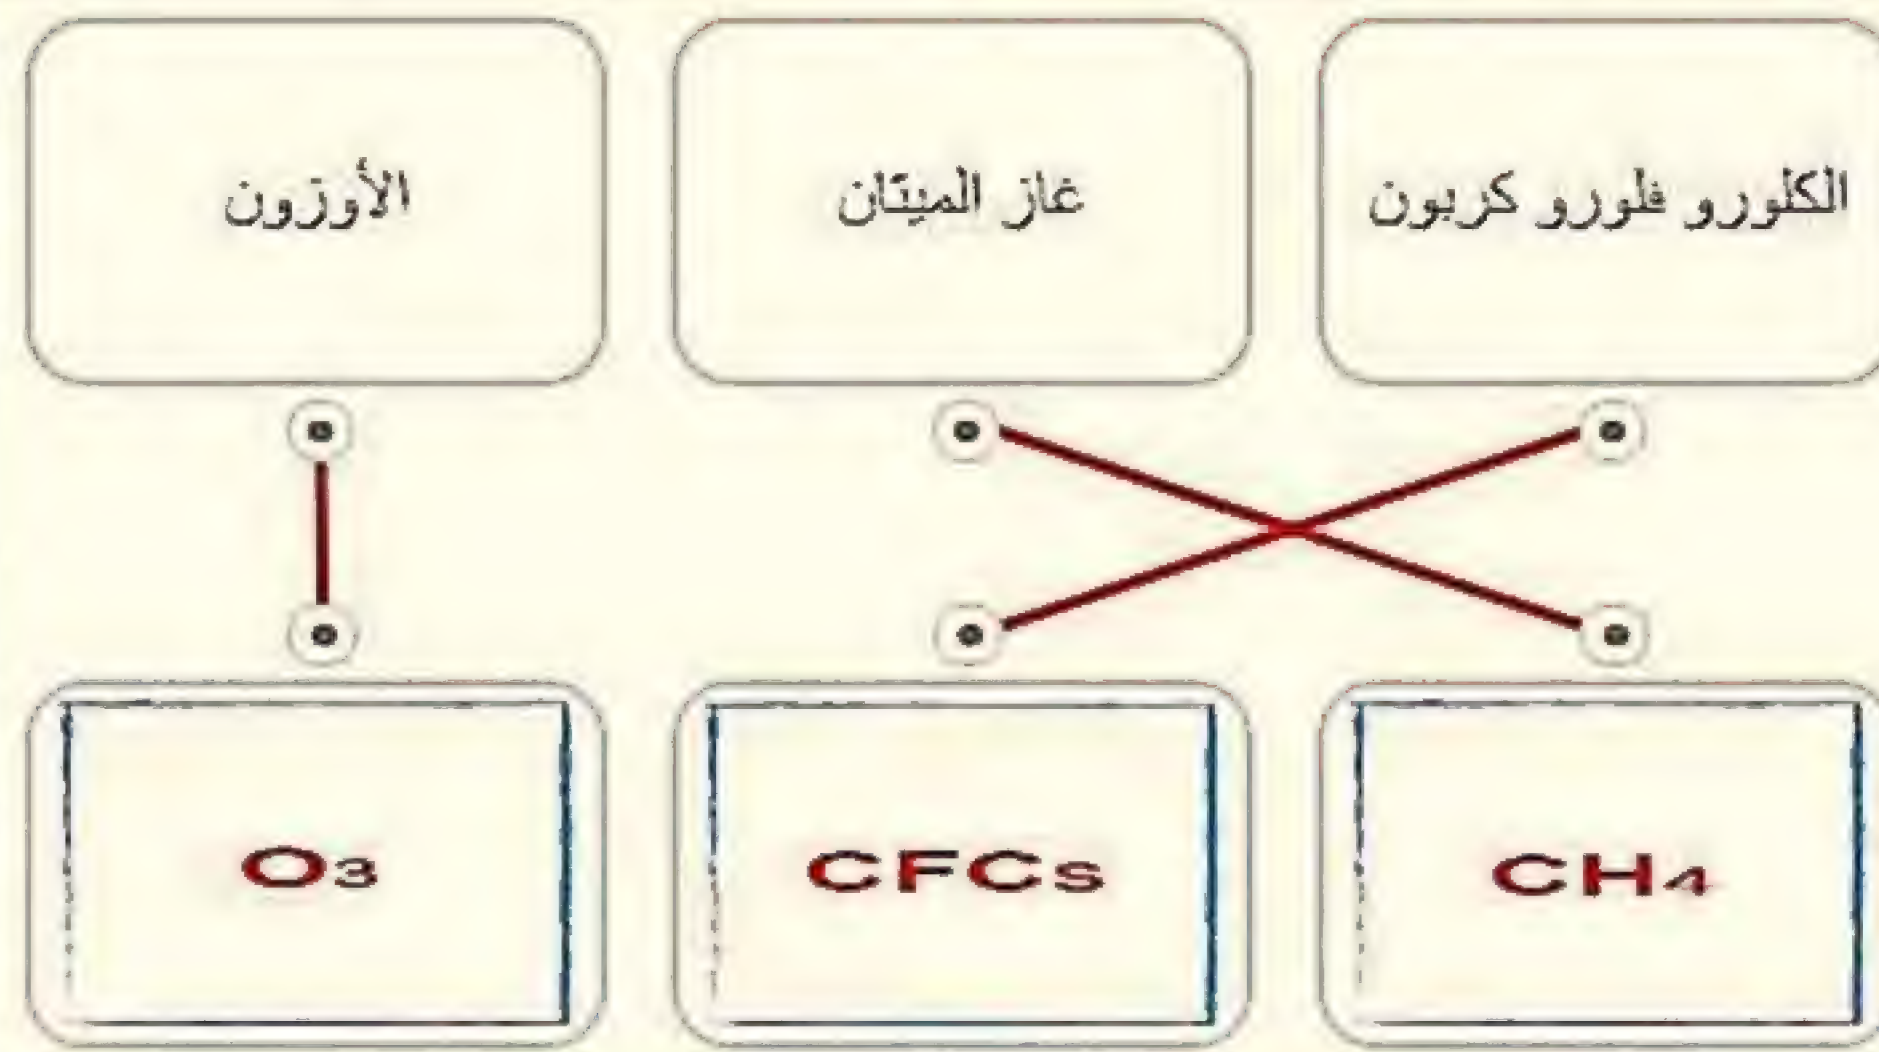 الكلورو فلورو كربون
غاز الميثان
الأوزون
CH4
CFCs
O3